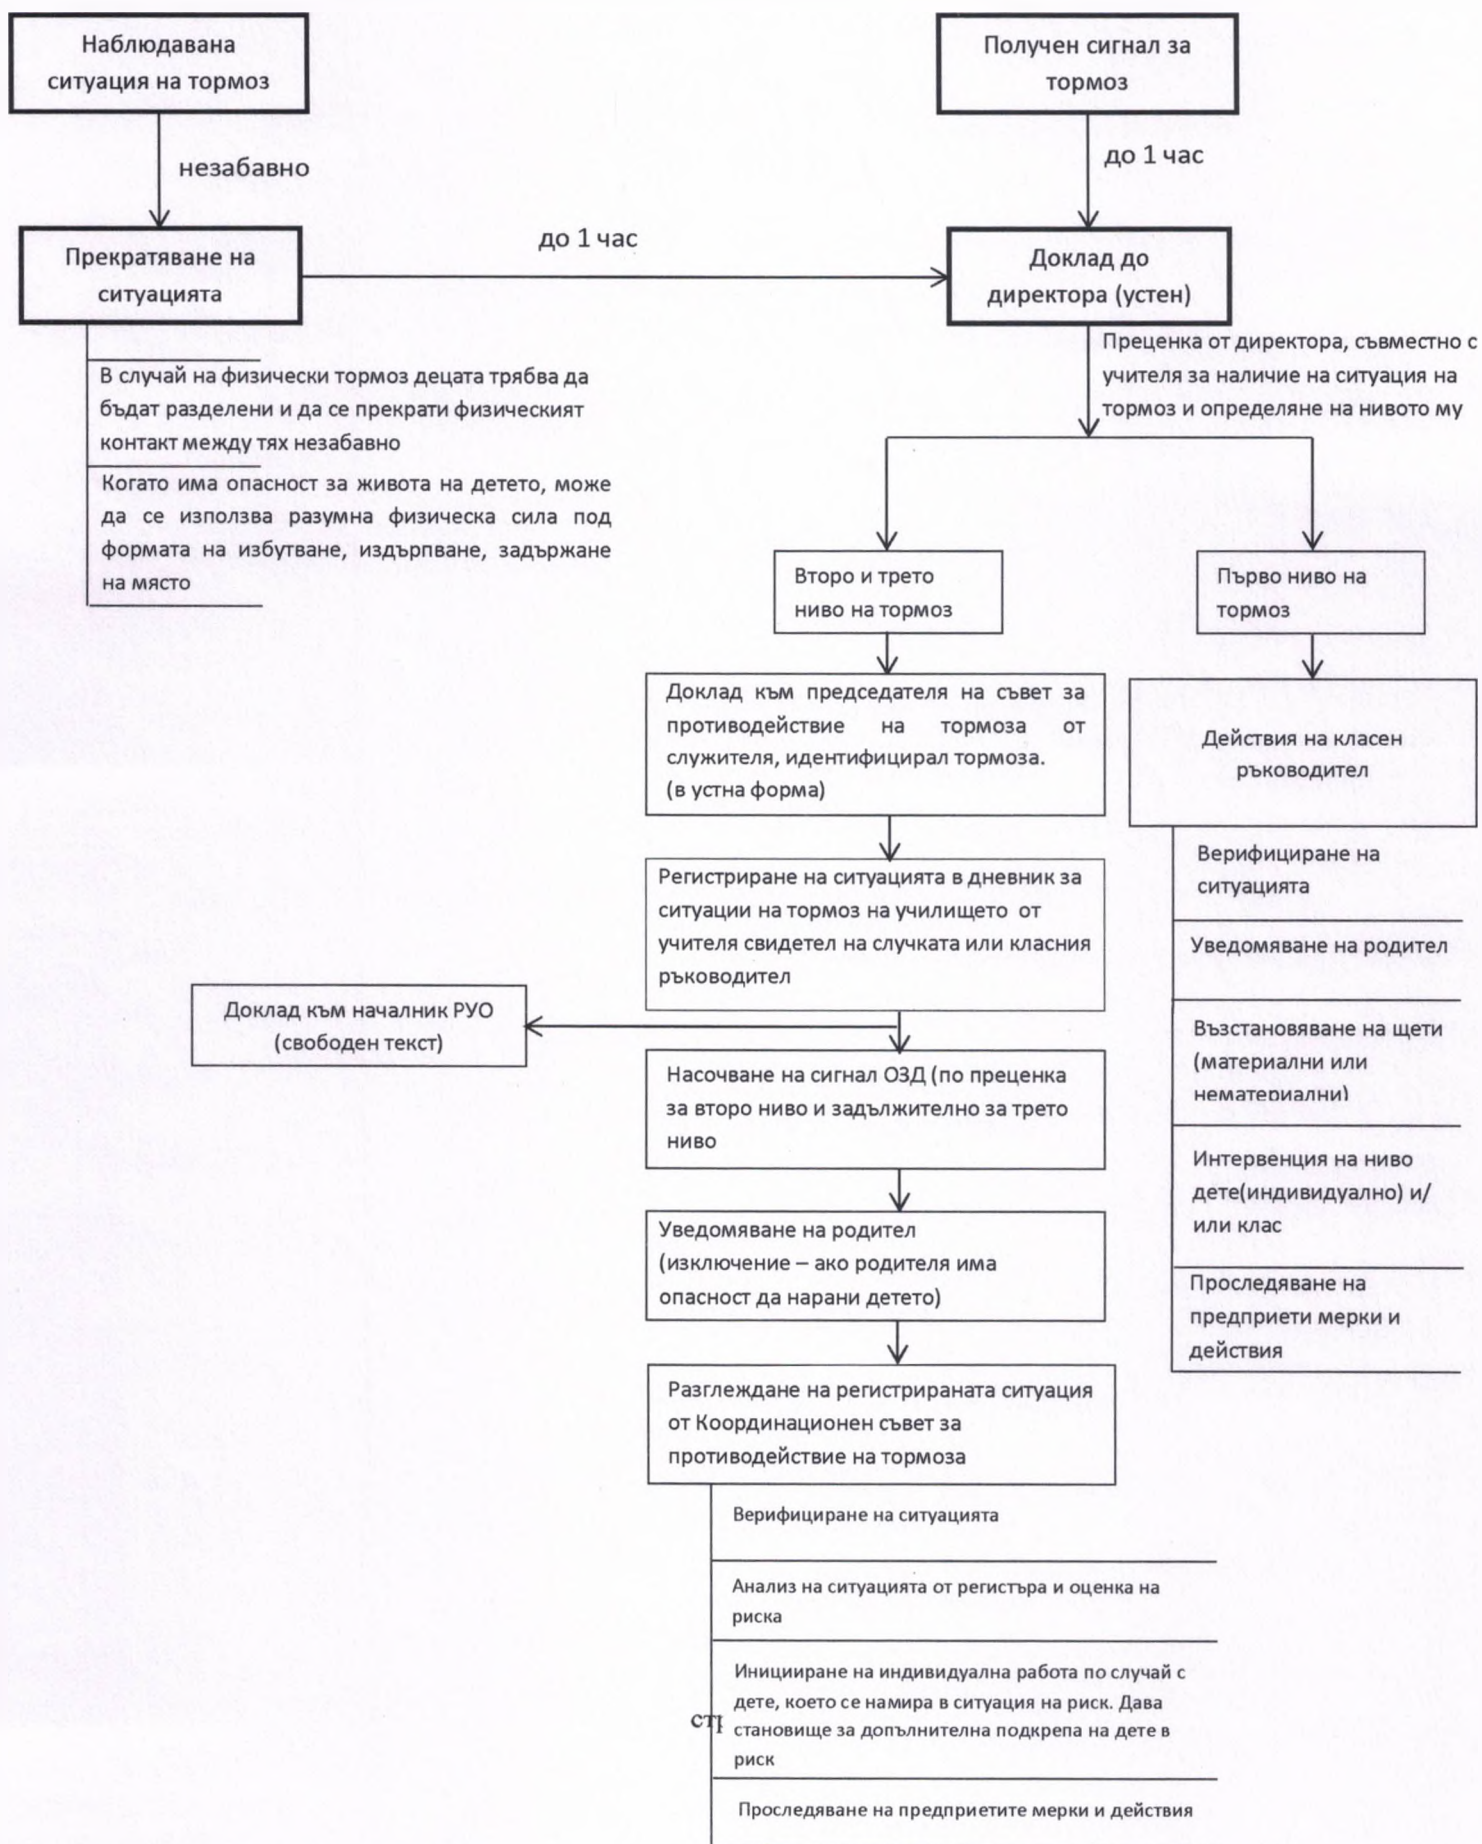 Наблюдавана
ситуация на тормоз
Получен сигнал за
тормоз
незабавно
до 1 час
Прекратяване на
ситуацията
до 1 час
Доклад до
директора (устен)
Преценка от директора, съвместно с
учителя за наличие на ситуация на
тормоз и определяне на нивото му
В случай на физически тормоз децата трябва да
бъдат разделени и да се прекрати физическият
контакт между тях незабавно
Когато има опасност за живота на детето, може
да се използва разумна физическа сила под
формата на избутване, издърпване, задържане
на място
Второ и трето
ниво на тормоз
Първо ниво на
тормоз
Доклад към председателя на съвет за
противодействие на тормоза от
служителя, идентифицирал тормоза.
(в устна форма)
Действия на класен
ръководител
Регистриране на ситуацията в дневник за
ситуации на тормоз на училището от
учителя свидетел на случката или класния
ръководител
Верифициране на
ситуацията
Уведомяване на родител
Възстановяване на щети
(материални или
нематериални)
Интервенция на ниво
дете(индивидуално) и/
или клас
Проследяване на
предприети мерки и
действия
Доклад към началник РУО
(свободен текст)
Насочване на сигнал ОЗД (по преценка
за второ ниво и задължително за трето
ниво
Уведомяване на родител
(изключение – ако родителя има
опасност да нарани детето)
Разглеждане на регистрираната ситуация
от Координационен съвет за
противодействие на тормоза
Верифициране на ситуацията
Анализ на ситуацията от регистъра и оценка на
риска
Иницииране на индивидуална работа по случай с
дете, което се намира в ситуация на риск. Дава
становище за допълнителна подкрепа на дете в
риск
Проследяване на предприетите мерки и действия